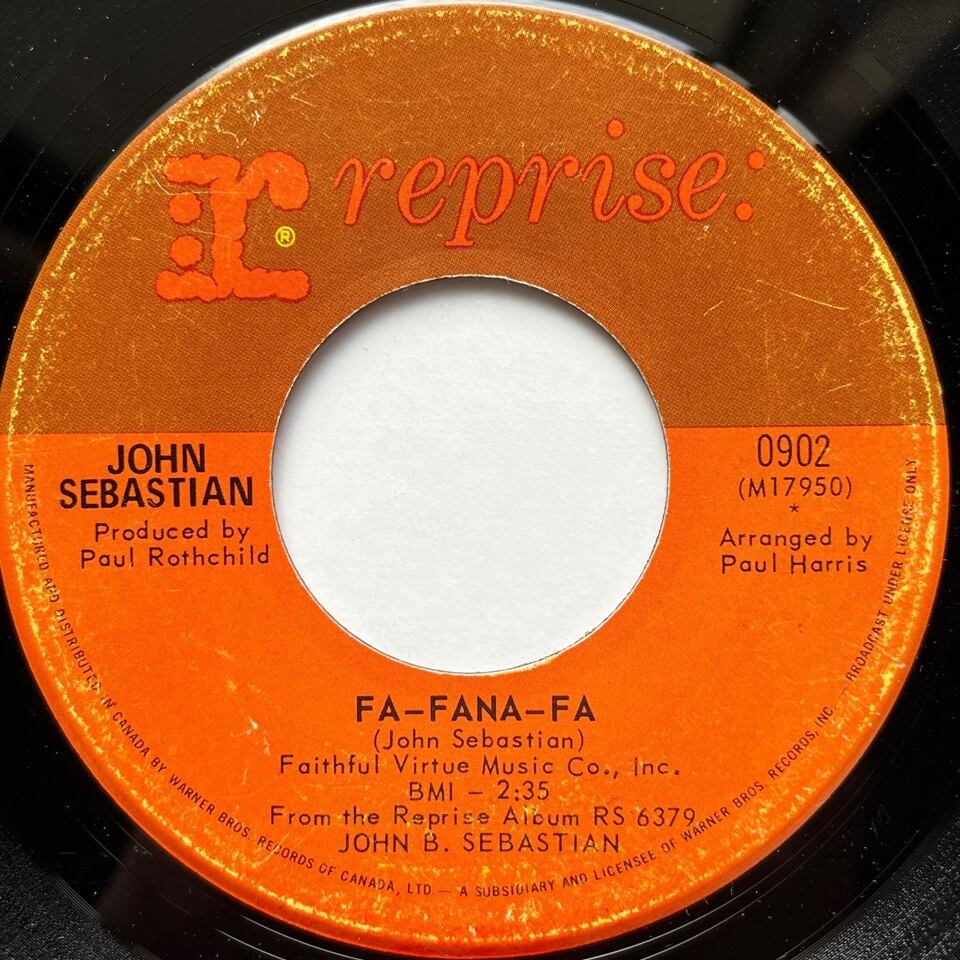 r reprise:
®
JOHN
SEBASTIAN
Produced by
Paul Rothchild
0902
(M17950)
*
Arranged by
Paul Harris
FA-FANA-FA
(John Sebastian)
Faithful Virtue Music Co., Inc.
BMI - 2:35
From the Reprise Album RS 6379
JOHN B. SEBASTIAN
MANUFACTURED AND DISTRIBUTED IN CANADA BY WARNER BROS. RECORDS OF CANADA, LTD. — A SUBSIDIARY AND LICENSEE OF WARNER BROS. RECORDS, INC. — BROADCAST UNDER LICENCE ONLY